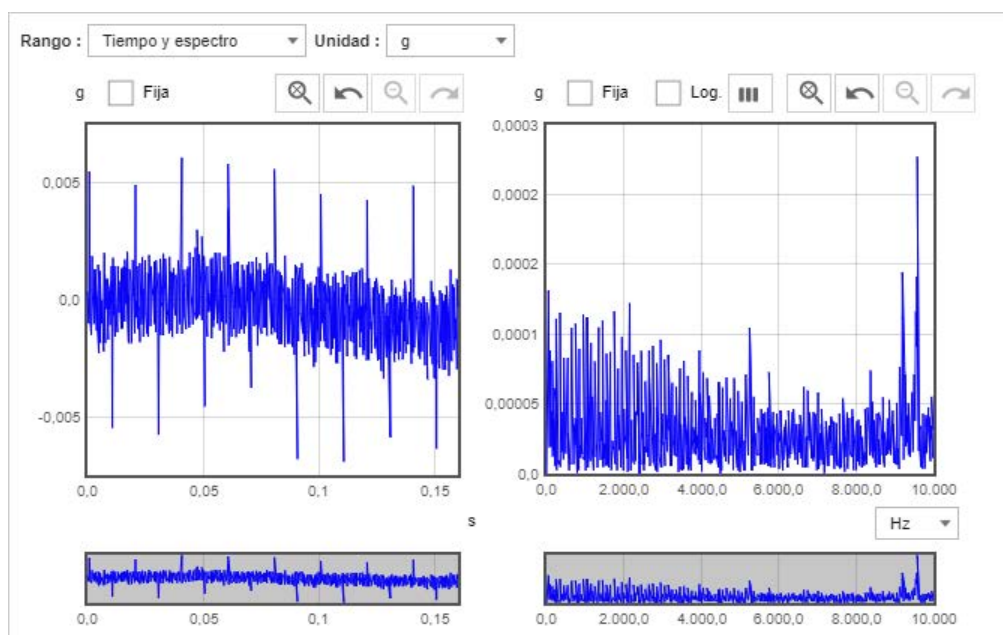 Rango : Tiempo y espectro Unidad : g
g Fija g Fija Log.
0,005
0,0
-0,005
0,0 0,05 0,1 0,15
s
0,0003
0,0002
0,0002
0,0001
0,00005
0,0
0,0 2.000,0 4.000,0 6.000,0 8.000,0 10.000
Hz
0,0 0,05 0,1 0,15
0,0 2.000,0 4.000,0 6.000,0 8.000,0 10.000